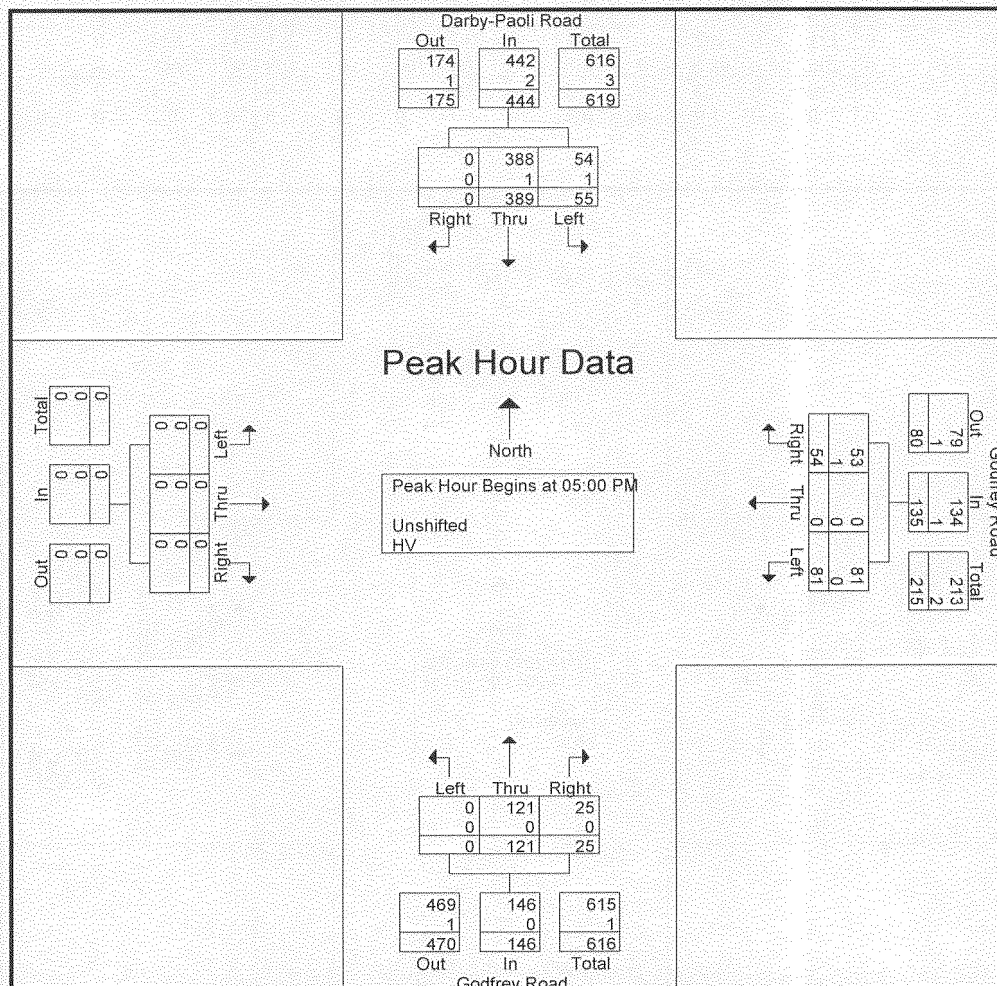 Darby-Paoli Road
Out In Total
174 442 616
1 2 3
175 444 619
0 388 54
0 1 1
0 389 55
Right Thru Left
Peak Hour Data
North
Peak Hour Begins at 05:00 PM
Unshifted
HV
Total
0 0 0
In
0 0 0
Out
0 0 0
Left
0 0 0
Thru
0 0 0
Right
0 0 0
Right Thru Left
53 0 81
1 0 0
54 0 81
Godfrey Road
Out In Total
79 134 213
1 1 2
80 135 215
Left Thru Right
0 121 25
0 0 0
0 121 25
469 146 615
1 0 1
470 146 616
Out In Total
Godfrey Road